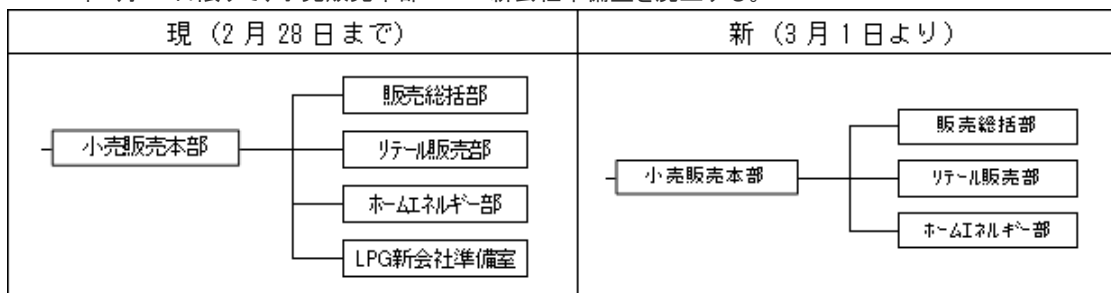 現 (2月28日まで)
新 (3月1日より)
販売総括部
小売販売本部
リテール販売部
ホームエネルギー部
LPG新会社準備室
販売総括部
小売販売本部
リテール販売部
ホームエネルギー部